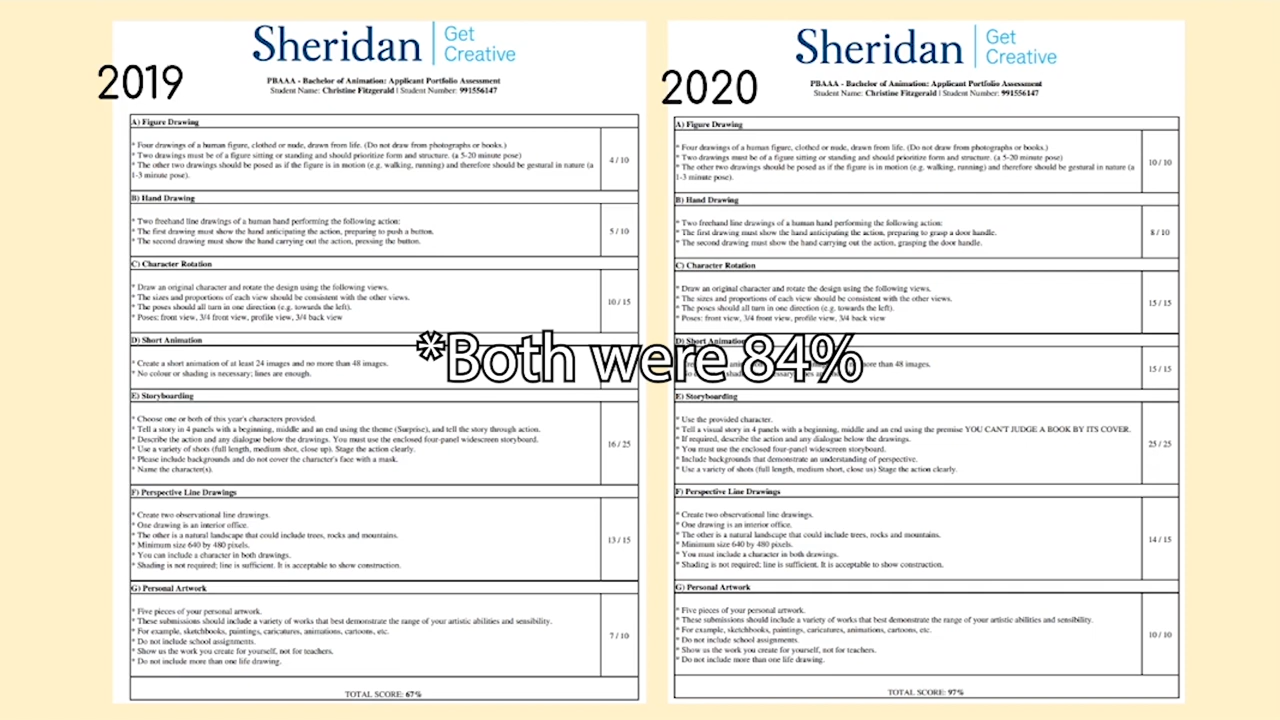 2019
Sheridan | Get Creative
PBAAA - Bachelor of Animation: Applicant Portfolio Assessment
Student Name: Christine Fitzgerald | Student Number: 991556147
A) Figure Drawing
* Four drawings of a human figure, clothed or nude, drawn from life. (Do not draw from photographs or books.)
* Two drawings must be of a figure sitting or standing and should prioritize form and structure. (a 5-20 minute pose)
* The other two drawings should be posed as if the figure is in motion (e.g. walking, running) and therefore should be gestural in nature (a
1-3 minute pose).
4 / 10
B) Hand Drawing
* Two freehand line drawings of a human hand performing the following action:
* The first drawing must show the hand anticipating the action, preparing to push a button.
* The second drawing must show the hand carrying out the action, pressing the button.
5 / 10
C) Character Rotation
* Draw an original character and rotate the design using the following views.
* The sizes and proportions of each view should be consistent with the other views.
* The poses should all turn in one direction (e.g. towards the left).
* Poses: front view, 3/4 front view, profile view, 3/4 back view
10 / 15
D) Short Animation
* Create a short animation of at least 24 images and no more than 48 images.
* No colour or shading is necessary; lines are enough.
E) Storyboarding
* Choose one or both of this year's characters provided.
* Tell a story in 4 panels with a beginning, middle and an end using the theme (Surprise), and tell the story through action.
* Describe the action and any dialogue below the drawings. You must use the enclosed four-panel widescreen storyboard.
* Use a variety of shots (full length, medium shot, close up). Stage the action clearly.
* Please include backgrounds and do not cover the character's face with a mask.
* Name the character(s).
16 / 25
F) Perspective Line Drawings
* Create two observational line drawings.
* One drawing is an interior office.
* The other is a natural landscape that could include trees, rocks and mountains.
* Minimum size 640 by 480 pixels.
* You can include a character in both drawings.
* Shading is not required; line is sufficient. It is acceptable to show construction.
13 / 15
G) Personal Artwork
* Five pieces of your personal artwork.
* These submissions should include a variety of works that best demonstrate the range of your artistic abilities and sensibility.
* For example, sketchbooks, paintings, caricatures, animations, cartoons, etc.
* Do not include school assignments.
* Show us the work you create for yourself, not for teachers.
* Do not include more than one life drawing.
7 / 10
TOTAL SCORE: 67%
*Both were 84%
2020
Sheridan | Get Creative
PBAAA - Bachelor of Animation: Applicant Portfolio Assessment
Student Name: Christine Fitzgerald | Student Number: 991556147
A) Figure Drawing
* Four drawings of a human figure, clothed or nude, drawn from life. (Do not draw from photographs or books.)
* Two drawings must be of a figure sitting or standing and should prioritize form and structure. (a 5-20 minute pose)
* The other two drawings should be posed as if the figure is in motion (e.g. walking, running) and therefore should be gestural in nature (a
1-3 minute pose).
10 / 10
B) Hand Drawing
* Two freehand line drawings of a human hand performing the following action:
* The first drawing must show the hand anticipating the action, preparing to grasp a door handle.
* The second drawing must show the hand carrying out the action, grasping the door handle.
8 / 10
C) Character Rotation
* Draw an original character and rotate the design using the following views.
* The sizes and proportions of each view should be consistent with the other views.
* The poses should all turn in one direction (e.g. towards the left).
* Poses: front view, 3/4 front view, profile view, 3/4 back view
15 / 15
D) Short Animation
more than 48 images.
15 / 15
E) Storyboarding
* Use the provided character.
* Tell a visual story in 4 panels with a beginning, middle and an end using the premise YOU CAN'T JUDGE A BOOK BY ITS COVER.
* If required, describe the action and any dialogue below the drawings.
* You must use the enclosed four-panel widescreen storyboard.
* Include backgrounds that demonstrate an understanding of perspective.
* Use a variety of shots (full length, medium short, close us) Stage the action clearly.
25 / 25
F) Perspective Line Drawings
* Create two observational line drawings.
* One drawing is an interior office.
* The other is a natural landscape that could include trees, rocks and mountains.
* Minimum size 640 by 480 pixels.
* You must include a character in both drawings.
* Shading is not required; line is sufficient. It is acceptable to show construction.
14 / 15
G) Personal Artwork
* Five pieces of your personal artwork.
* These submissions should include a variety of works that best demonstrate the range of your artistic abilities and sensibility.
* For example, sketchbooks, paintings, caricatures, animations, cartoons, etc.
* Do not include school assignments.
* Show us the work you create for yourself, not for teachers.
* Do not include more than one life drawing.
10 / 10
TOTAL SCORE: 97%